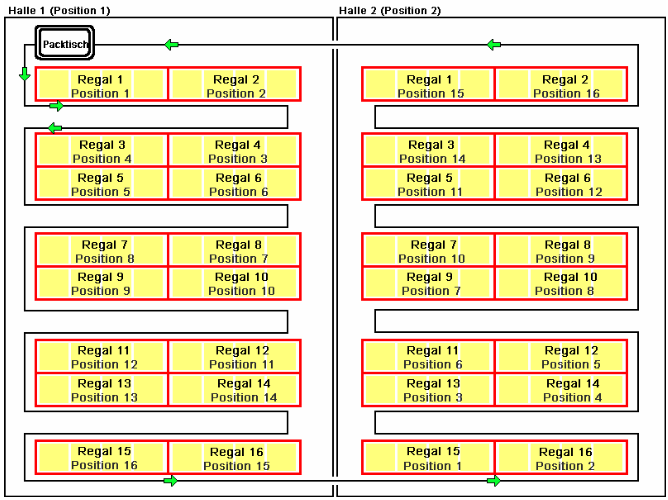 Halle 1 (Position 1)
Halle 2 (Position 2)
Packtisch
Regal 1
Position 1
Regal 2
Position 2
Regal 3
Position 4
Regal 4
Position 3
Regal 5
Position 5
Regal 6
Position 6
Regal 7
Position 8
Regal 8
Position 7
Regal 9
Position 9
Regal 10
Position 10
Regal 11
Position 12
Regal 12
Position 11
Regal 13
Position 13
Regal 14
Position 14
Regal 15
Position 16
Regal 16
Position 15
Regal 1
Position 15
Regal 2
Position 16
Regal 3
Position 14
Regal 4
Position 13
Regal 5
Position 11
Regal 6
Position 12
Regal 7
Position 10
Regal 8
Position 9
Regal 9
Position 7
Regal 10
Position 8
Regal 11
Position 6
Regal 12
Position 5
Regal 13
Position 3
Regal 14
Position 4
Regal 15
Position 1
Regal 16
Position 2